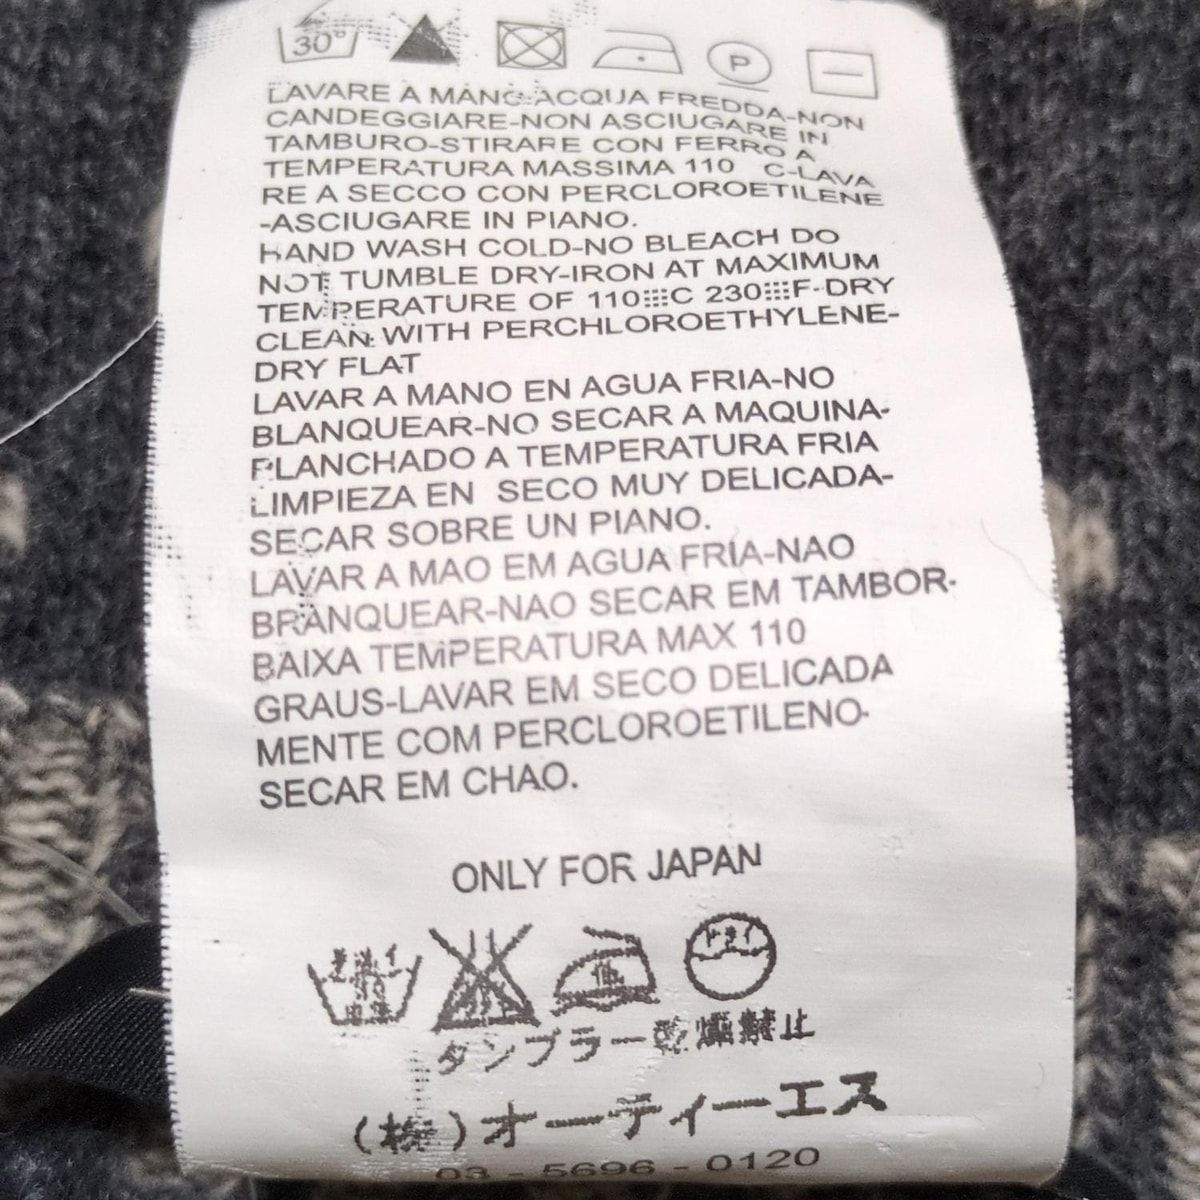 30°
P
LAVARE A MANO-ACQUA FREDDA-NON
CANDEGGIARE-NON ASCIUGARE IN
TAMBURO-STIRARE CON FERRO A
TEMPERATURA MASSIMA 110 C-LAVA
RE A SECCO CON PERCLOROETILENE
-ASCIUGARE IN PIANO.
HAND WASH COLD-NO BLEACH DO
NOT TUMBLE DRY-IRON AT MAXIMUM
TEMPERATURE OF 110 C 230 F-DRY
CLEAN WITH PERCHLOROETHYLENE-
DRY FLAT
LAVAR A MANO EN AGUA FRIA-NO
BLANQUEAR-NO SECAR A MAQUINA-
PLANCHADO A TEMPERATURA FRIA
LIMPIEZA EN SECO MUY DELICADA-
SECAR SOBRE UN PIANO.
LAVAR A MAO EM AGUA FRIA-NAO
BRANQUEAR-NAO SECAR EM TAMBOR-
BAIXA TEMPERATURA MAX 110
GRAUS-LAVAR EM SECO DELICADA
MENTE COM PERCLOROETILENO-
SECAR EM CHAO.
ONLY FOR JAPAN
低 ドライ
タンブラー乾燥禁止
(株)オーティーエス
03 - 5696 - 0120